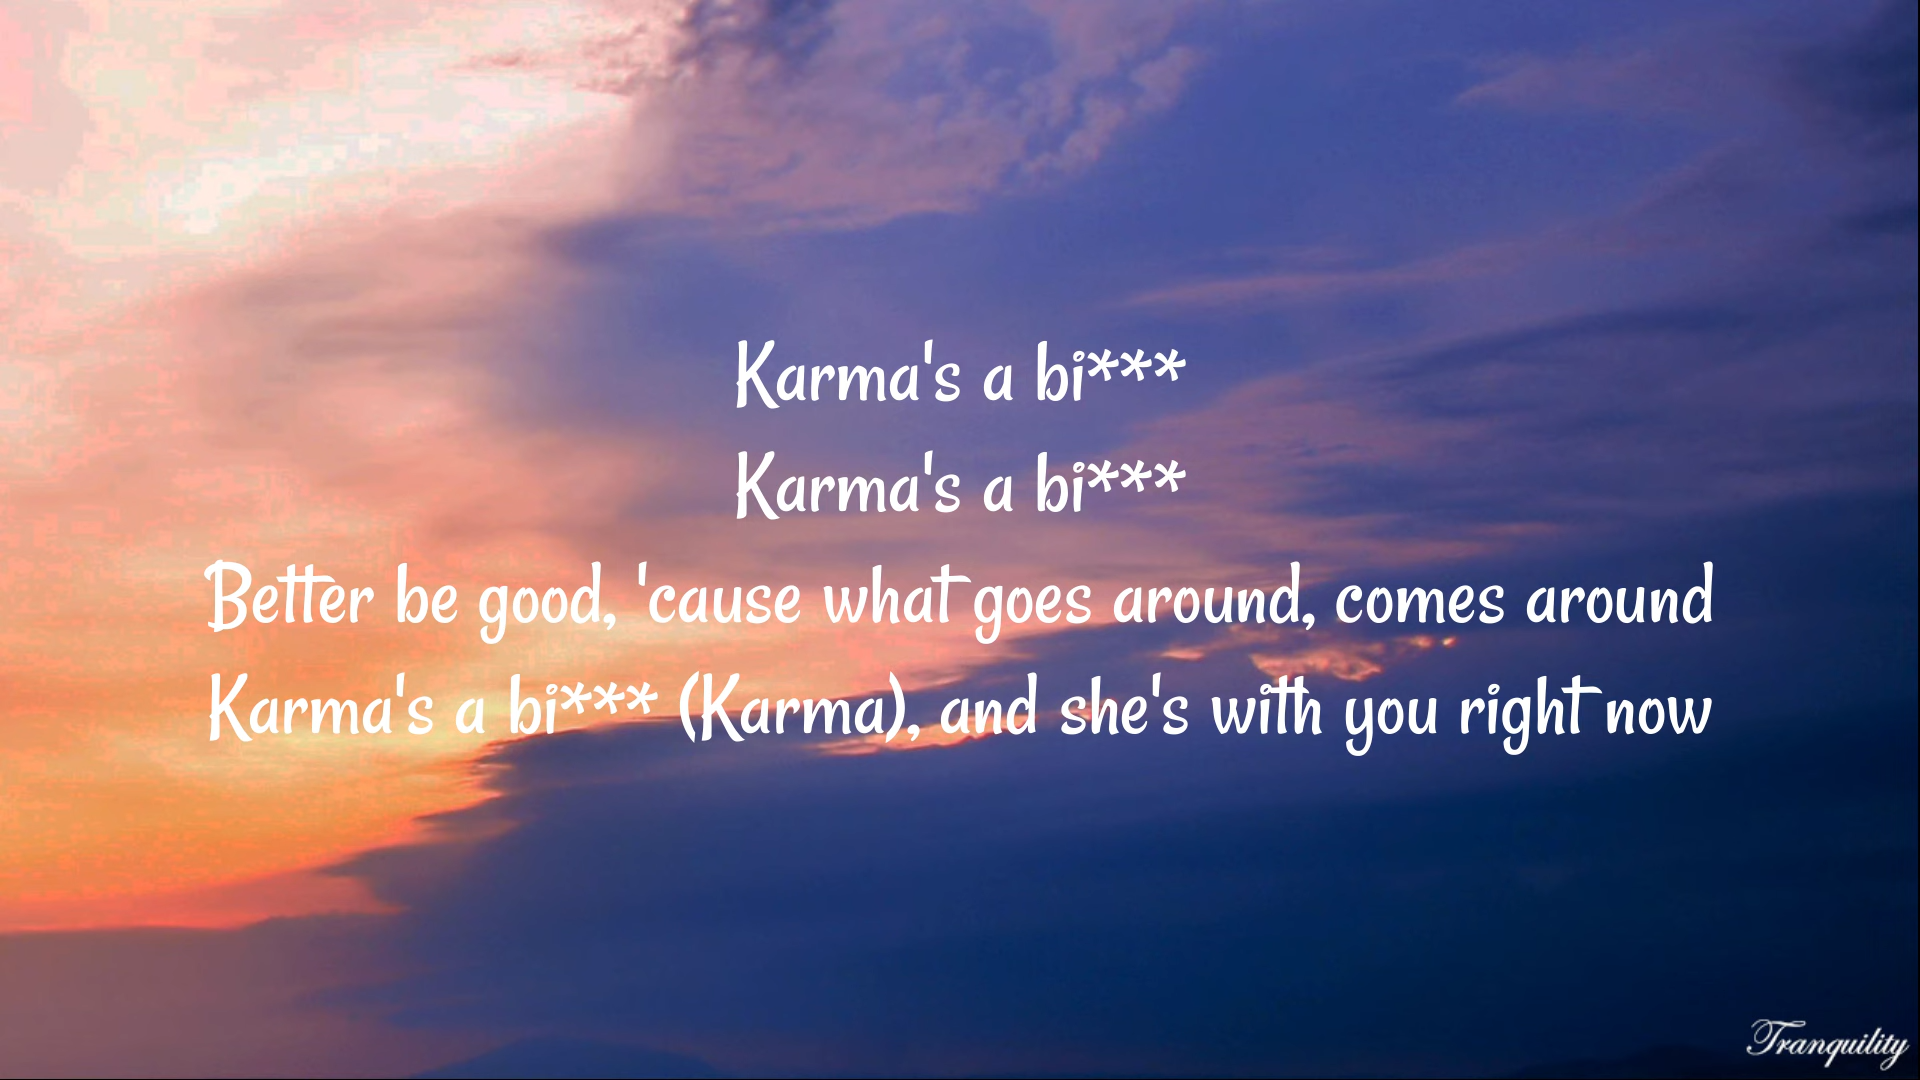 Karma's a bi***
Karma's a bi***
Better be good, 'cause what goes around, comes around
Karma's a bi*** (Karma), and she's with you right now
Tranquility